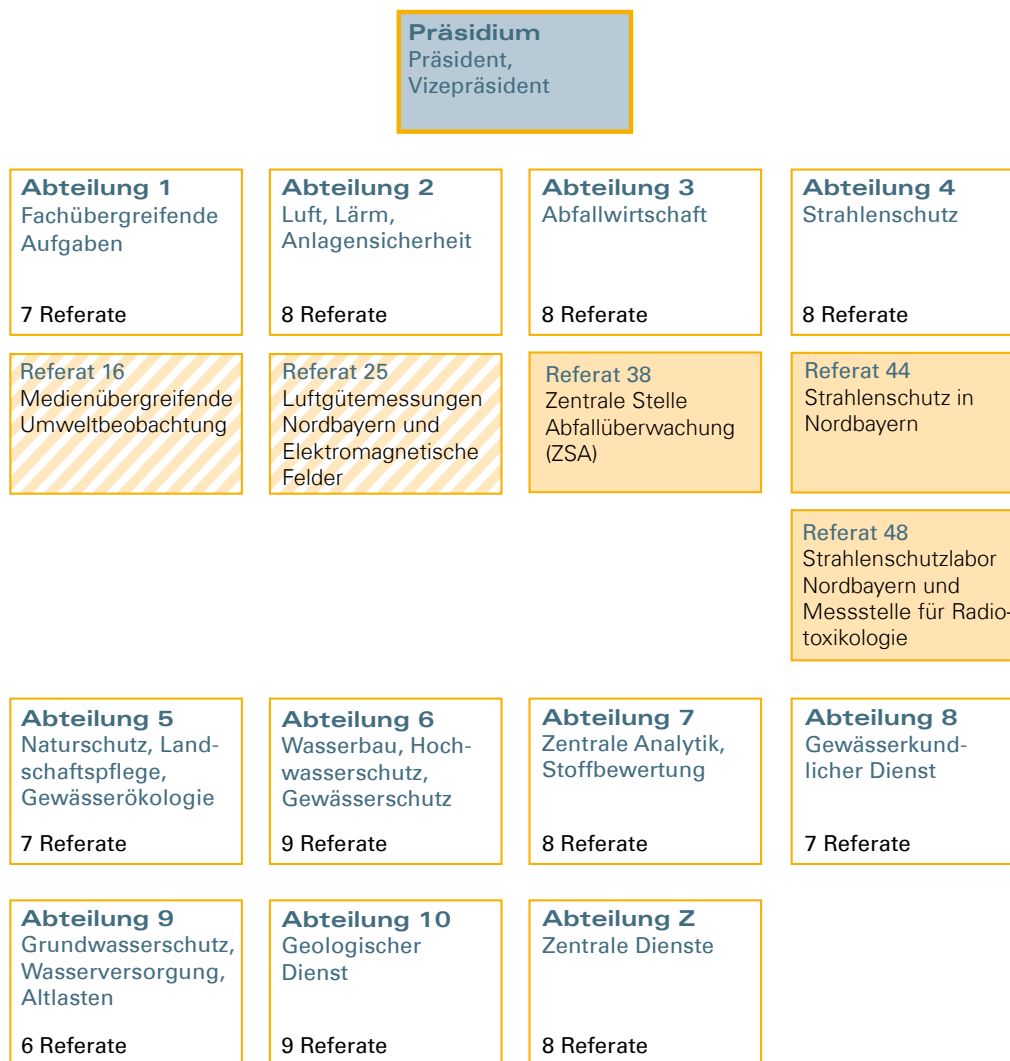 Präsidium
Präsident,
Vizepräsident
Abteilung 1
Fachübergreifende
Aufgaben
7 Referate
Abteilung 2
Luft, Lärm,
Anlagensicherheit
8 Referate
Abteilung 3
Abfallwirtschaft
8 Referate
Abteilung 4
Strahlenschutz
8 Referate
Referat 16
Medienübergreifende
Umweltbeobachtung
Referat 25
Luftgütemessungen
Nordbayern und
Elektromagnetische
Felder
Referat 38
Zentrale Stelle
Abfallüberwachung
(ZSA)
Referat 44
Strahlenschutz in
Nordbayern
Referat 48
Strahlenschutzlabor
Nordbayern und
Messstelle für Radio-
toxikologie
Abteilung 5
Naturschutz, Land-
schaftspflege,
Gewässerökologie
7 Referate
Abteilung 6
Wasserbau, Hoch-
wasserschutz,
Gewässerschutz
9 Referate
Abteilung 7
Zentrale Analytik,
Stoffbewertung
8 Referate
Abteilung 8
Gewässerkund-
licher Dienst
7 Referate
Abteilung 9
Grundwasserschutz,
Wasserversorgung,
Altlasten
6 Referate
Abteilung 10
Geologischer
Dienst
9 Referate
Abteilung Z
Zentrale Dienste
8 Referate